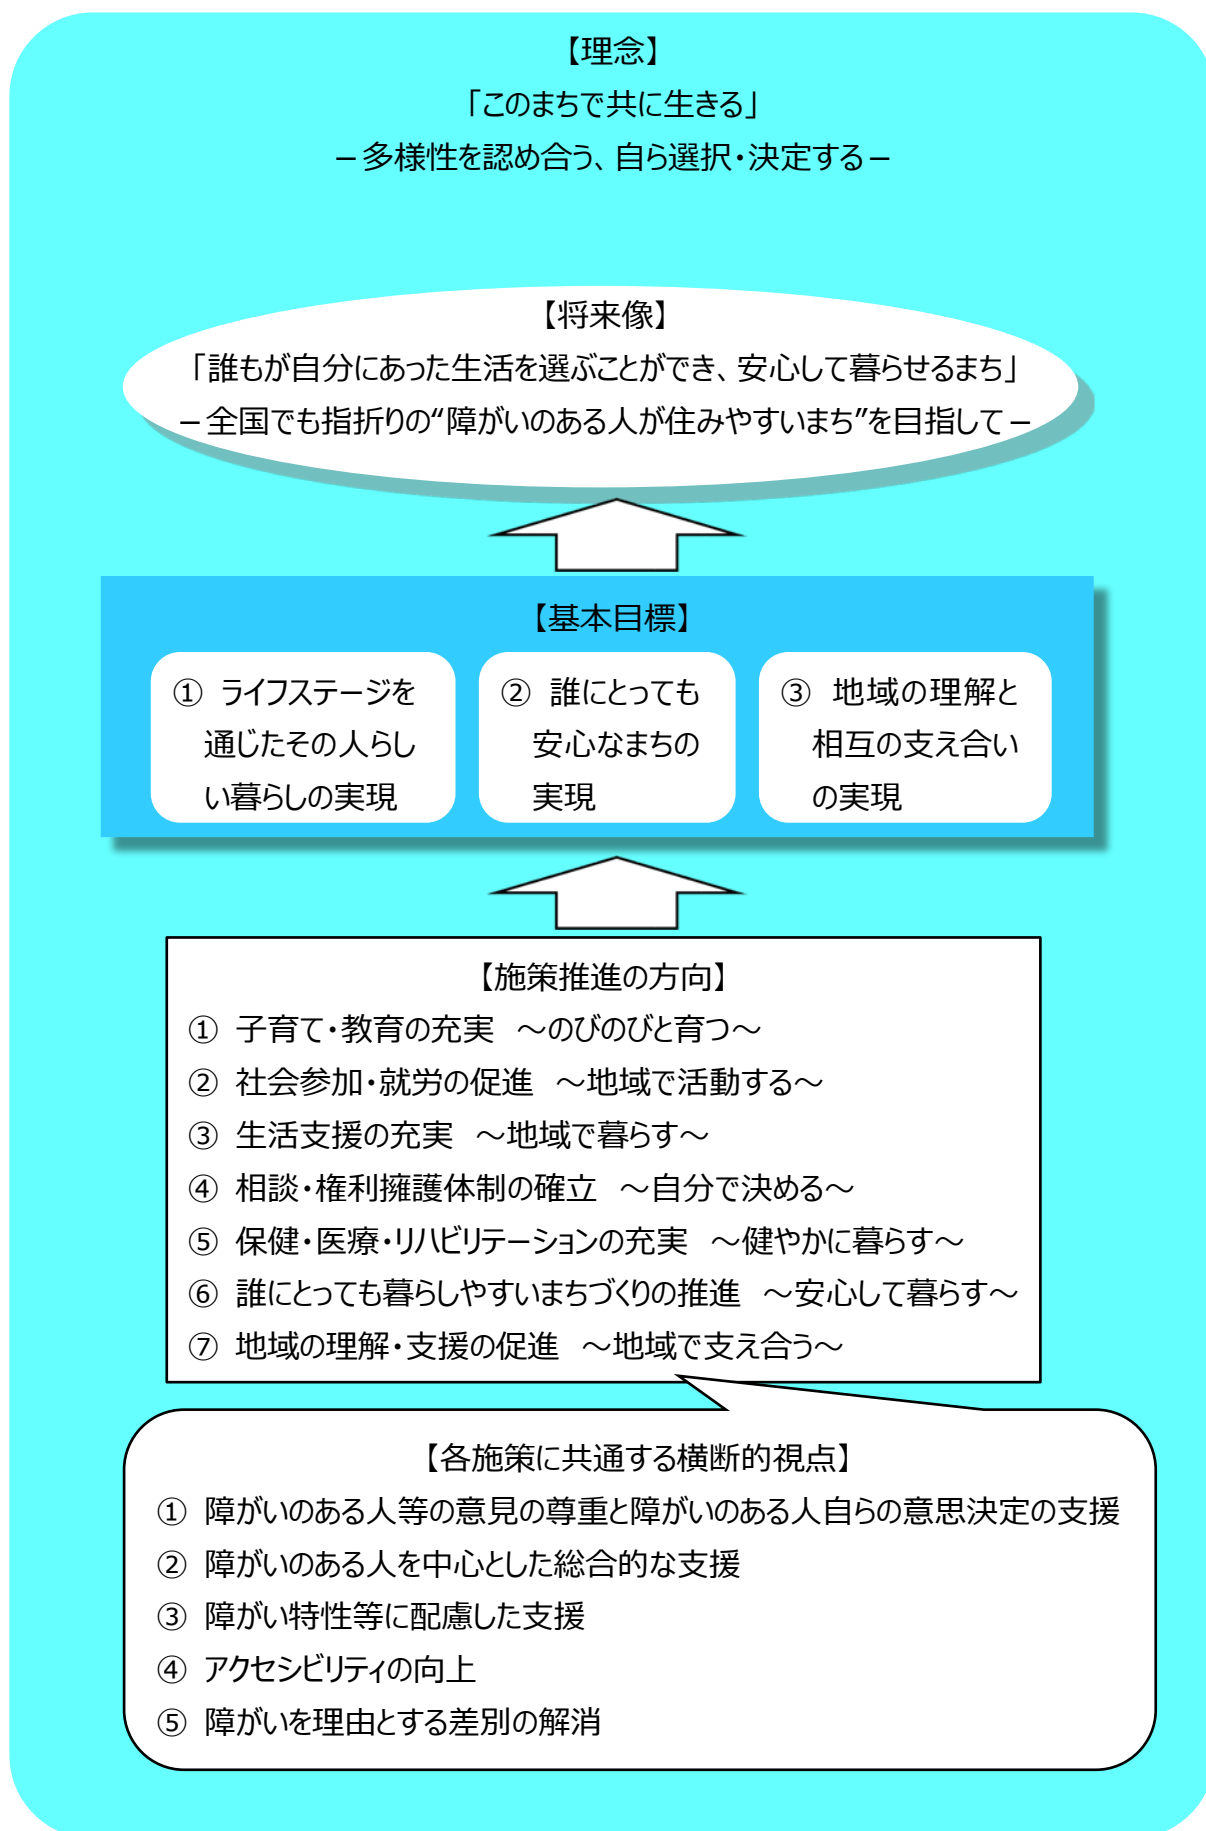 【理念】
「このまちで共に生きる」
－多様性を認め合う、自ら選択・決定する－
【将来像】
「誰もが自分にあった生活を選ぶことができ、安心して暮らせるまち」
－全国でも指折りの“障がいのある人が住みやすいまち”を目指して－
【基本目標】
① ライフステージを
通じたその人らし
い暮らしの実現
② 誰にとっても
安心なまちの
実現
③ 地域の理解と
相互の支え合い
の実現
【施策推進の方向】
① 子育て・教育の充実 ～のびのびと育つ～
② 社会参加・就労の促進 ～地域で活動する～
③ 生活支援の充実 ～地域で暮らす～
④ 相談・権利擁護体制の確立 ～自分で決める～
⑤ 保健・医療・リハビリテーションの充実 ～健やかに暮らす～
⑥ 誰にとっても暮らしやすいまちづくりの推進 ～安心して暮らす～
⑦ 地域の理解・支援の促進 ～地域で支え合う～
【各施策に共通する横断的視点】
① 障がいのある人等の意見の尊重と障がいのある人自らの意思決定の支援
② 障がいのある人を中心とした総合的な支援
③ 障がい特性等に配慮した支援
④ アクセシビリティの向上
⑤ 障がいを理由とする差別の解消